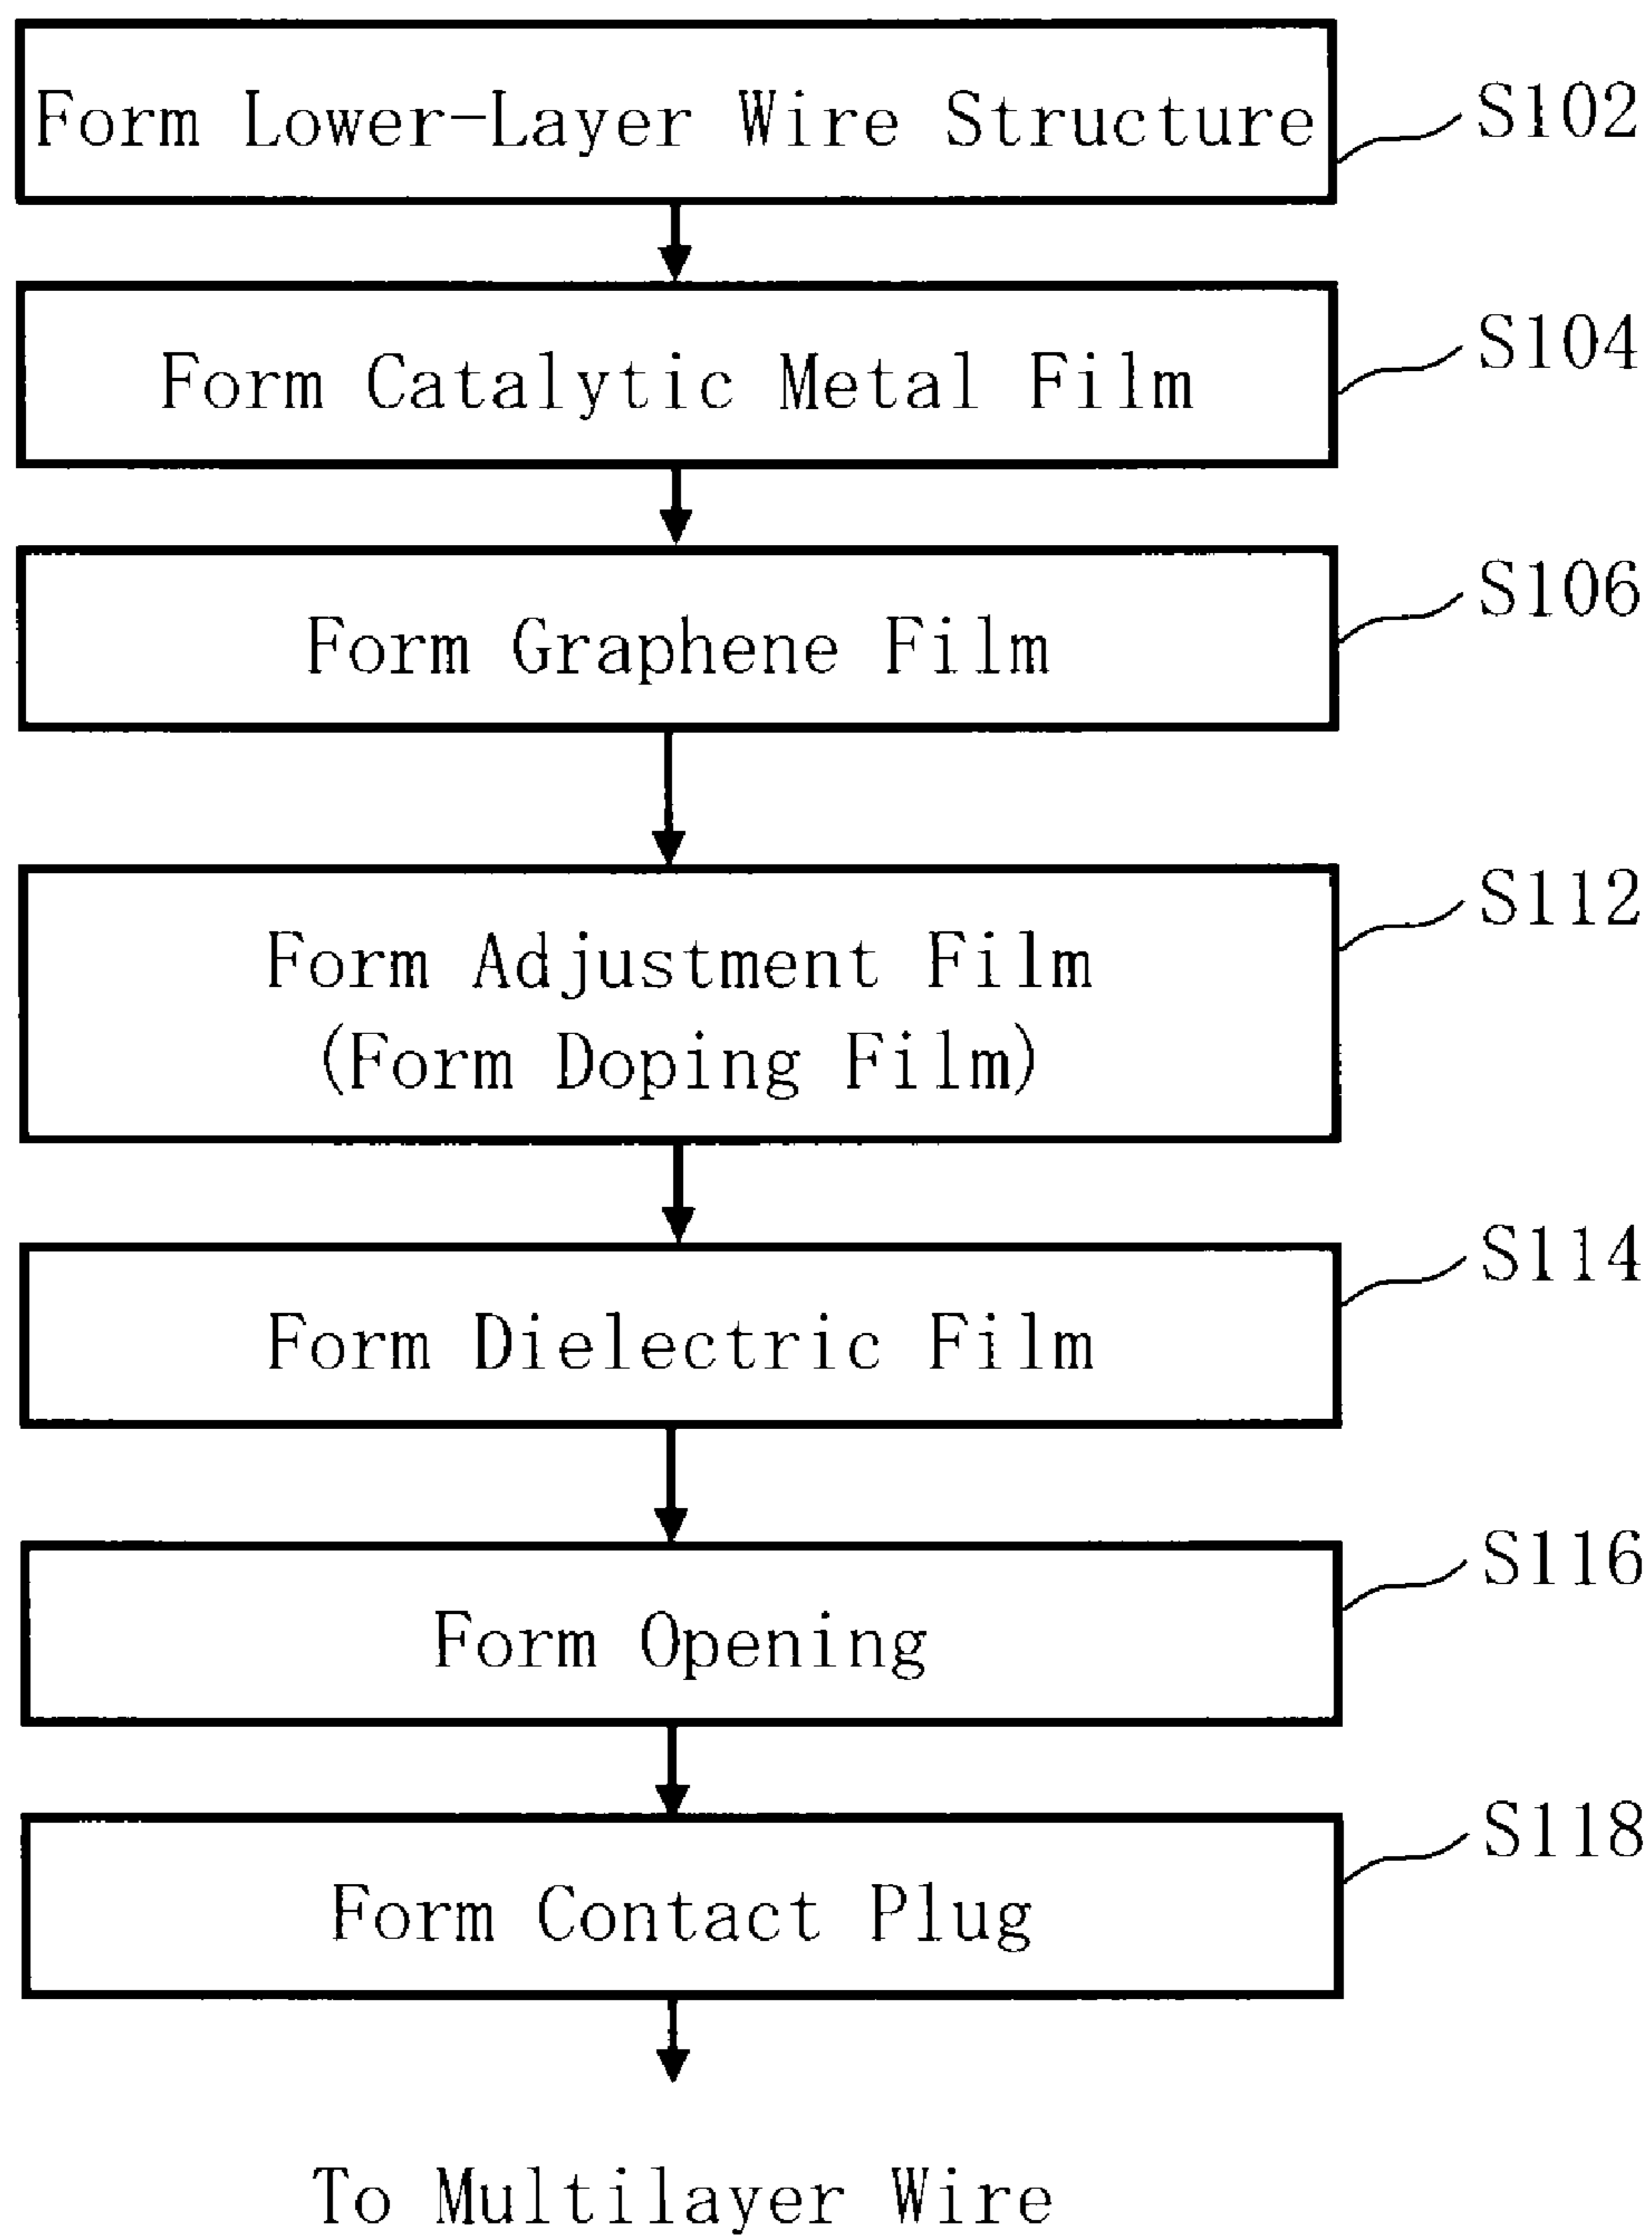 Form Lower-Layer Wire Structure
S102
Form Catalytic Metal Film
S104
Form Graphene Film
S106
Form Adjustment Film
(Form Doping Film)
S112
Form Dielectric Film
S114
Form Opening
S116
Form Contact Plug
S118
To Multilayer Wire